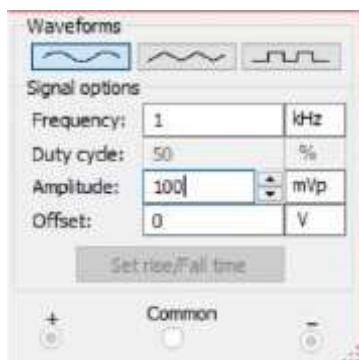 Waveforms
Signal options
Frequency: 1 kHz
Duty cycle: 50 %
Amplitude: 100 mVp
Offset: 0 V
Set rise/Fall time
+ Common −